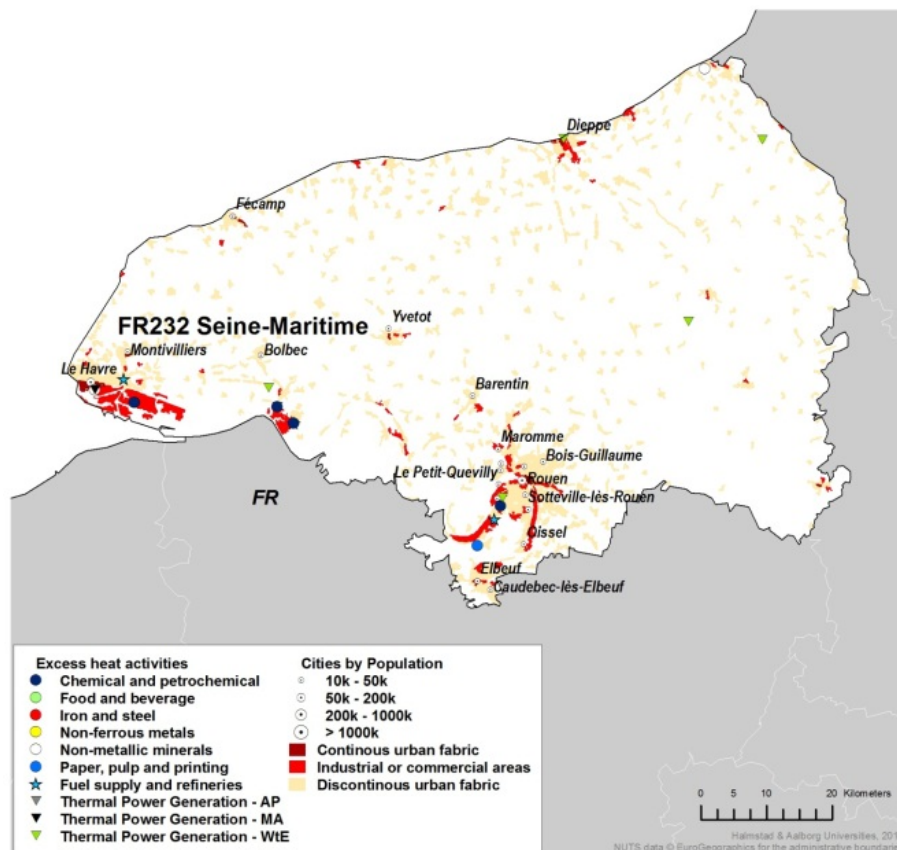 Dieppe
Fécamp
Yvetot
FR232 Seine-Maritime
Montivilliers
Bolbec
Le Havre
Barentin
Maromme
Bois-Guillaume
Le Petit-Quevilly
Rouen
Sotteville-lès-Rouen
FR
Oissel
Elbeuf
Caudebec-lès-Elbeuf
Excess heat activities
Chemical and petrochemical
Food and beverage
Iron and steel
Non-ferrous metals
Non-metallic minerals
Paper, pulp and printing
Fuel supply and refineries
Thermal Power Generation - AP
Thermal Power Generation - MA
Thermal Power Generation - WtE
Cities by Population
10k - 50k
50k - 200k
200k - 1000k
> 1000k
Continous urban fabric
Industrial or commercial areas
Discontinous urban fabric
0 5 10 20 Kilometers
Halmstad & Aalborg Universities, 201
NUTS data © EuroGeographics for the administrative boundarie